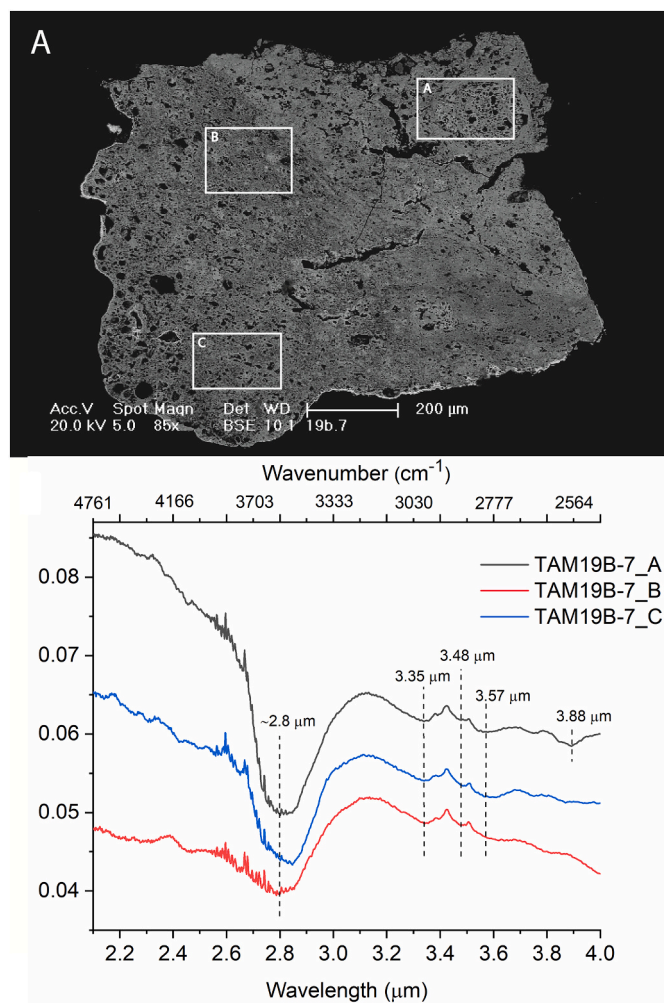 A
A
B
C
Acc.V Spot Magn Det WD 200 µm
20.0 kV 5.0 85x BSE 10.1 19b.7
Wavenumber (cm-1)
4761 4166 3703 3333 3030 2777 2564
0.08
0.07
0.06
0.05
0.04
TAM19B-7_A
TAM19B-7_B
TAM19B-7_C
~2.8 µm
3.35 µm
3.48 µm
3.57 µm
3.88 µm
2.2 2.4 2.6 2.8 3.0 3.2 3.4 3.6 3.8 4.0
Wavelength (µm)